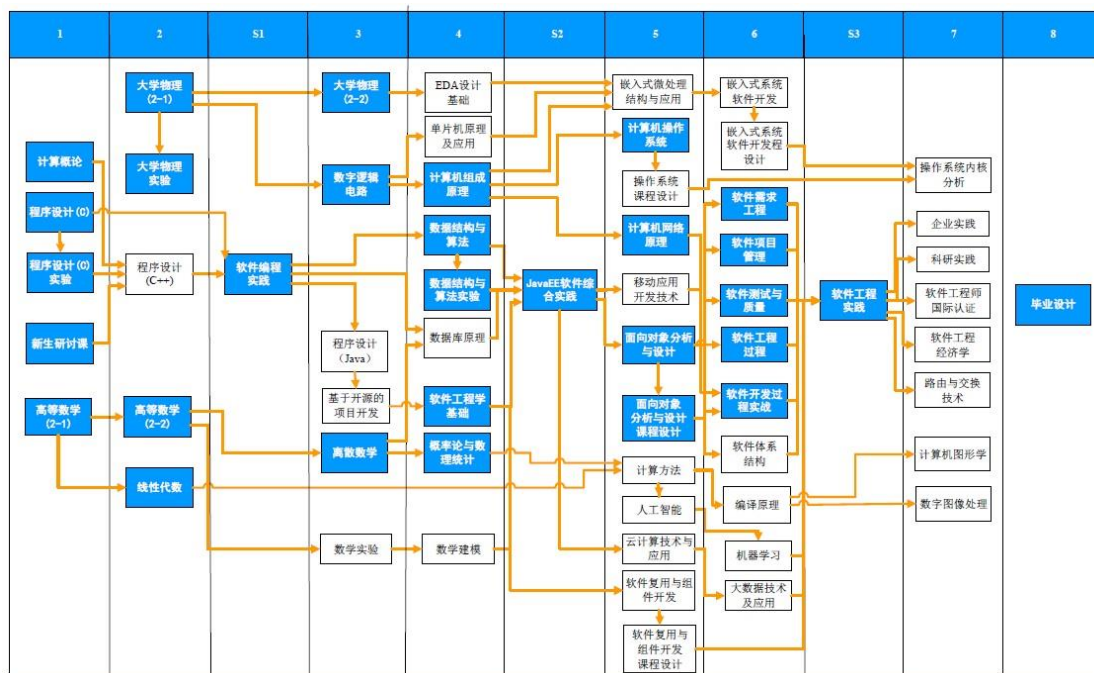 1
2
S1
3
4
S2
5
6
S3
7
8
计算概论
程序设计(C)
程序设计(C)
实验
新生研讨课
高等数学
(2-1)
大学物理
(2-1)
大学物理
实验
程序设计
(C++)
高等数学
(2-2)
线性代数
软件编程
实践
大学物理
(2-2)
数字逻辑
电路
程序设计
（Java）
基于开源的
项目开发
离散数学
数学实验
EDA设计
基础
单片机原理
及应用
计算机组成
原理
数据结构与
算法
数据结构与
算法实验
数据库原理
软件工程学
基础
概率论与数
理统计
数学建模
JavaEE软件综
合实践
嵌入式微处理
结构与应用
计算机操作
系统
操作系统
课程设计
计算机网络
原理
移动应用
开发技术
面向对象分析
与设计
面向对象
分析与设计
课程设计
计算方法
人工智能
云计算技术与
应用
软件复用与组
件开发
软件复用与
组件开发
课程设计
嵌入式系统
软件开发
嵌入式系统
软件开发程
设计
软件需求
工程
软件项目
管理
软件测试与
质量
软件工程
过程
软件开发过
程实战
软件体系
结构
编译原理
机器学习
大数据技术
及应用
软件工程
实践
操作系统内核
分析
企业实践
科研实践
软件工程师
国际认证
软件工程
经济学
路由与交换
技术
计算机图形学
数字图像处理
毕业设计